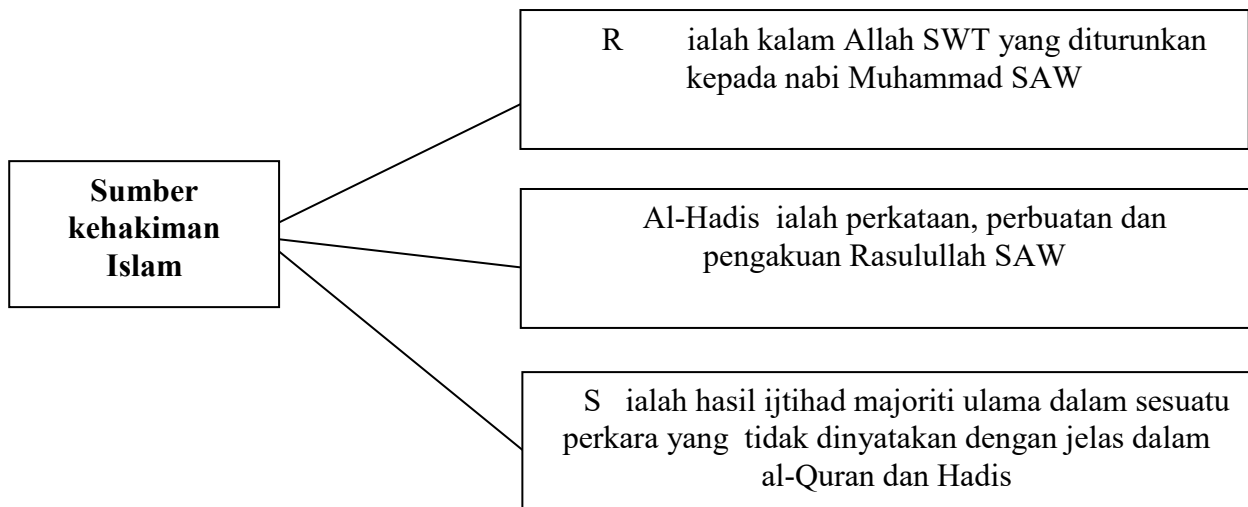 Sumber
kehakiman
Islam
R ialah kalam Allah SWT yang diturunkan
kepada nabi Muhammad SAW
Al-Hadis ialah perkataan, perbuatan dan
pengakuan Rasulullah SAW
S ialah hasil ijtihad majoriti ulama dalam sesuatu
perkara yang tidak dinyatakan dengan jelas dalam
al-Quran dan Hadis